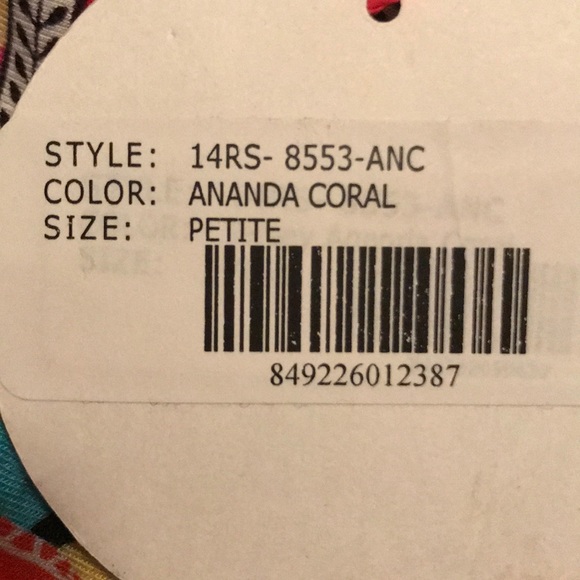 STYLE: 14RS- 8553-ANC
COLOR: ANANDA CORAL
SIZE: PETITE
849226012387